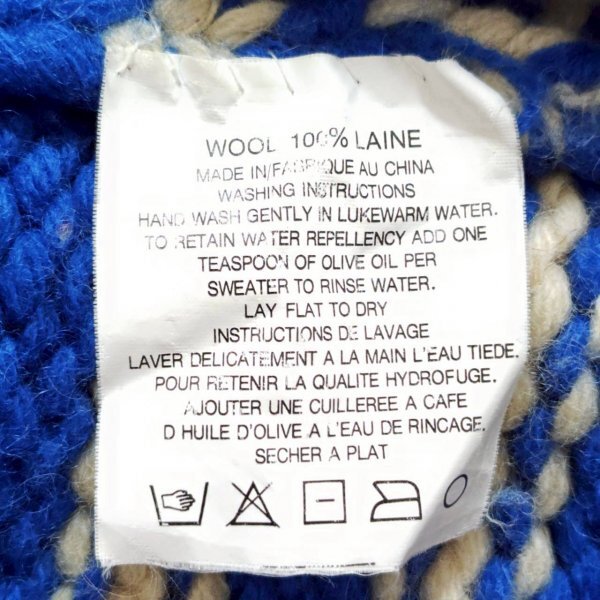 WOOL 100% LAINE
MADE IN/FABRIQUE AU CHINA
WASHING INSTRUCTIONS
HAND WASH GENTLY IN LUKEWARM WATER.
TO RETAIN WATER REPELLENCY ADD ONE
TEASPOON OF OLIVE OIL PER
SWEATER TO RINSE WATER.
LAY FLAT TO DRY
INSTRUCTIONS DE LAVAGE
LAVER DELICATEMENT A LA MAIN L'EAU TIEDE.
POUR RETENIR LA QUALITE HYDROFUGE.
AJOUTER UNE CUILLEREE A CAFE
D HUILE D'OLIVE A L'EAU DE RINCAGE.
SECHER A PLAT